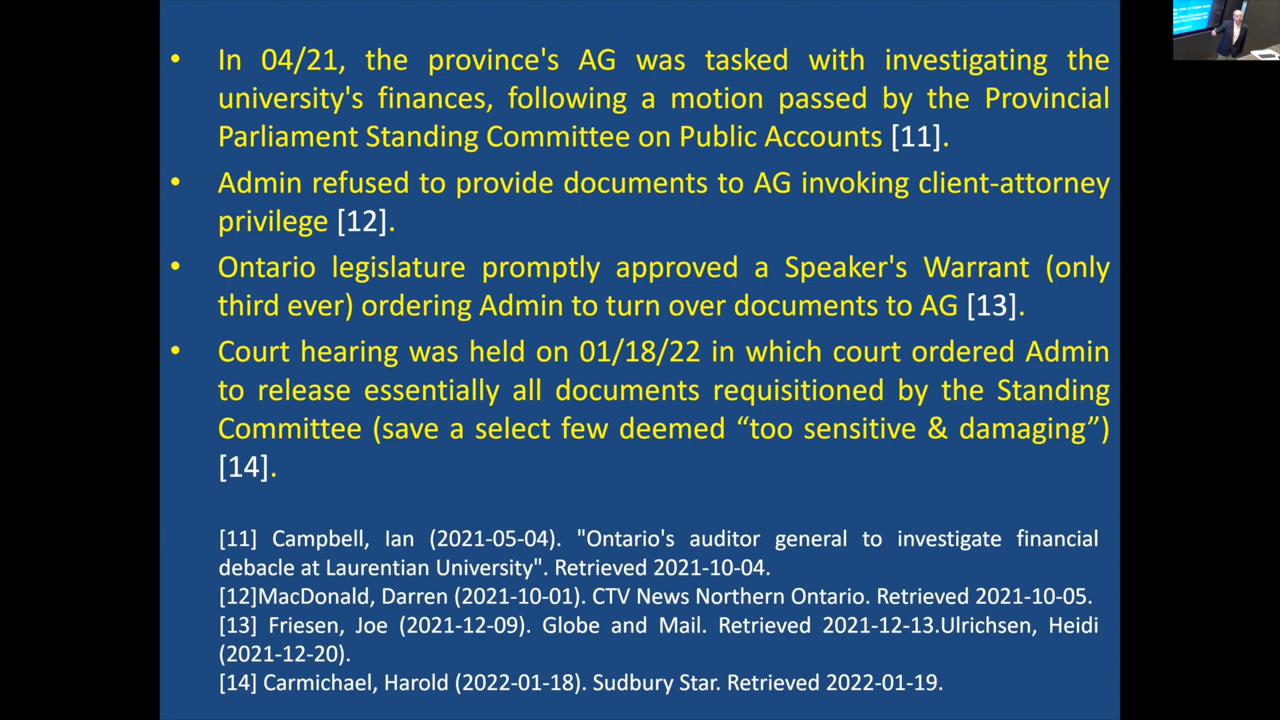 • In 04/21, the province's AG was tasked with investigating the
university's finances, following a motion passed by the Provincial
Parliament Standing Committee on Public Accounts [11].
• Admin refused to provide documents to AG invoking client-attorney
privilege [12].
• Ontario legislature promptly approved a Speaker's Warrant (only
third ever) ordering Admin to turn over documents to AG [13].
• Court hearing was held on 01/18/22 in which court ordered Admin
to release essentially all documents requisitioned by the Standing
Committee (save a select few deemed “too sensitive & damaging”)
[14].
[11] Campbell, Ian (2021-05-04). "Ontario's auditor general to investigate financial
debacle at Laurentian University". Retrieved 2021-10-04.
[12]MacDonald, Darren (2021-10-01). CTV News Northern Ontario. Retrieved 2021-10-05.
[13] Friesen, Joe (2021-12-09). Globe and Mail. Retrieved 2021-12-13.Ulrichsen, Heidi
(2021-12-20).
[14] Carmichael, Harold (2022-01-18). Sudbury Star. Retrieved 2022-01-19.